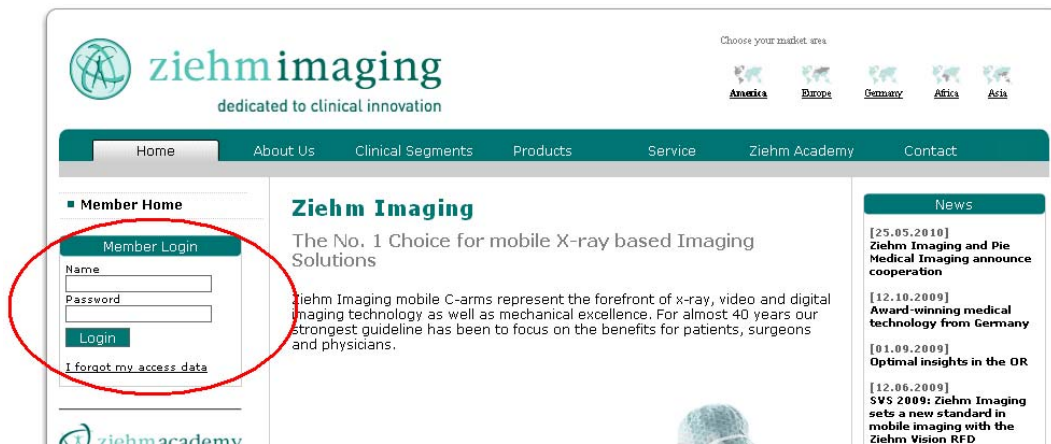 Choose your market area
ziehm imaging
dedicated to clinical innovation
America Europe Germany Africa Asia
Home About Us Clinical Segments Products Service Ziehm Academy Contact
Member Home
Member Login
Name
Password
Login
I forgot my access data
ziehm academy
Ziehm Imaging
The No. 1 Choice for mobile X-ray based Imaging
Solutions
Ziehm Imaging mobile C-arms represent the forefront of x-ray, video and digital
imaging technology as well as mechanical excellence. For almost 40 years our
strongest guideline has been to focus on the benefits for patients, surgeons
and physicians.
News
[25.05.2010]
Ziehm Imaging and Pie
Medical Imaging announce
cooperation
[12.10.2009]
Award-winning medical
technology from Germany
[01.09.2009]
Optimal insights in the OR
[12.06.2009]
SVS 2009: Ziehm Imaging
sets a new standard in
mobile imaging with the
Ziehm Vision RFD